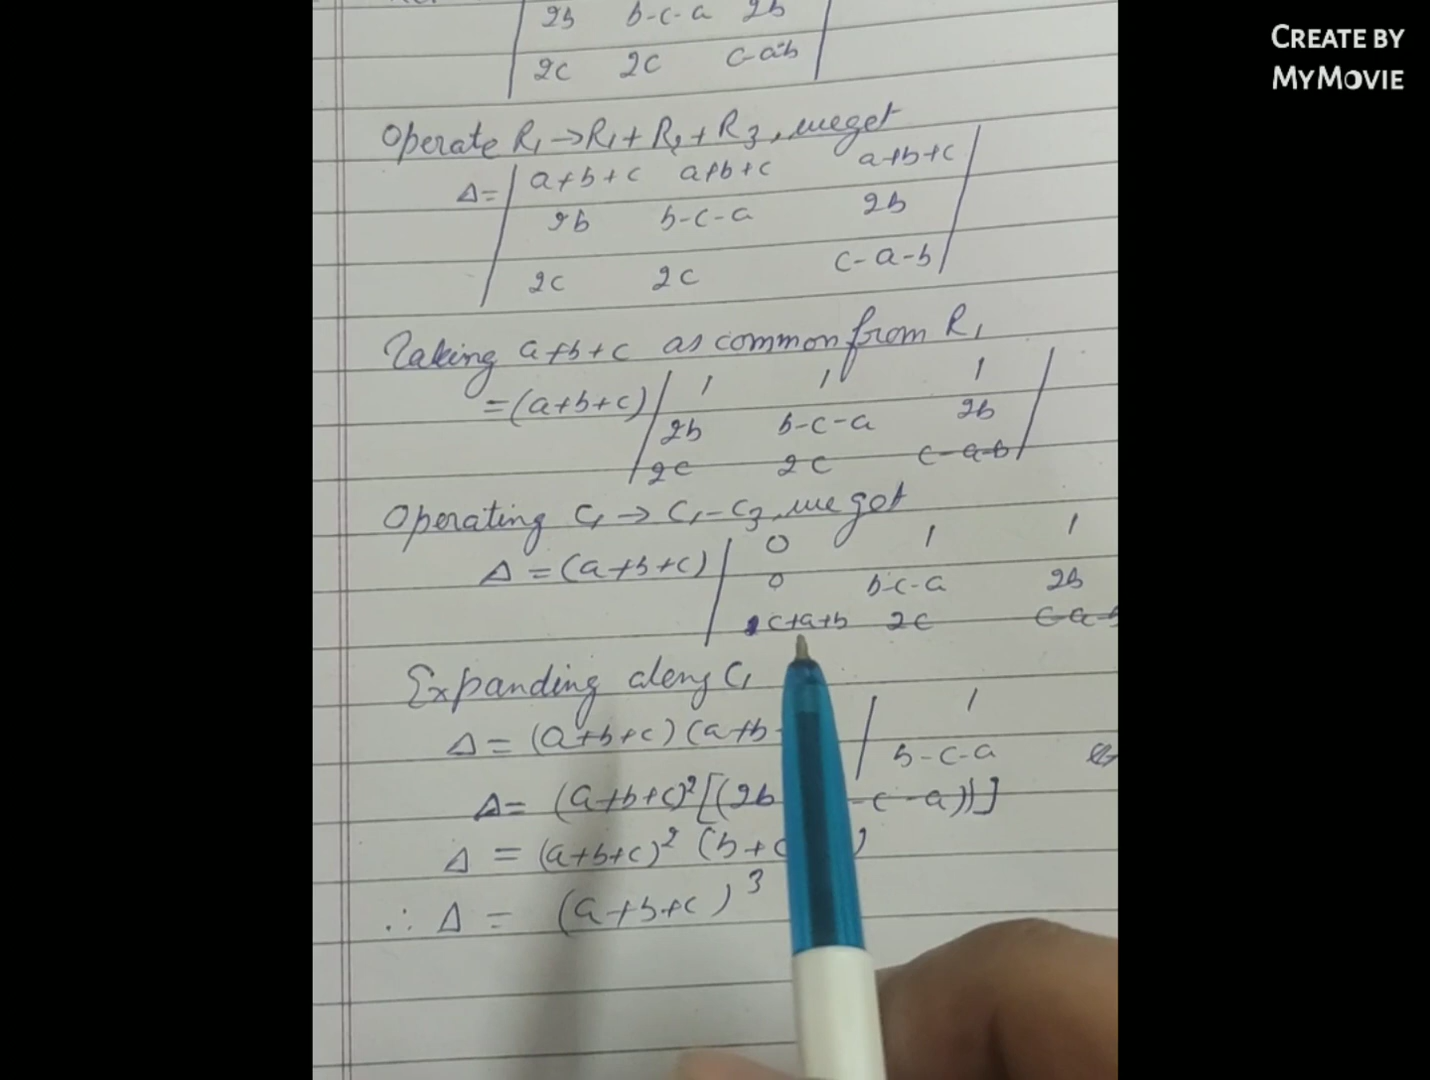 2b b-c-a 2b
2c 2c c-a-b
Operate R₁→R₁+R₂+R₃, we get
Δ= | a+b+c a+b+c a+b+c |
2b b-c-a 2b
2c 2c c-a-b
Taking a+b+c as common from R₁
=(a+b+c) | 1 1 1 |
2b b-c-a 2b
2c 2c c-a-b
Operating C₁→C₁-C₃, we get
Δ=(a+b+c) | 0 1 1
0 b-c-a 2b
c+a+b 2c c-a-b
Expanding along C₁
Δ=(a+b+c)(a+b | 1
b-c-a
Δ= (a+b+c)²[(2b -c-a))]
Δ = (a+b+c)² (b+c )
∴ Δ = (a+b+c)³
CREATE BY
MYMOVIE